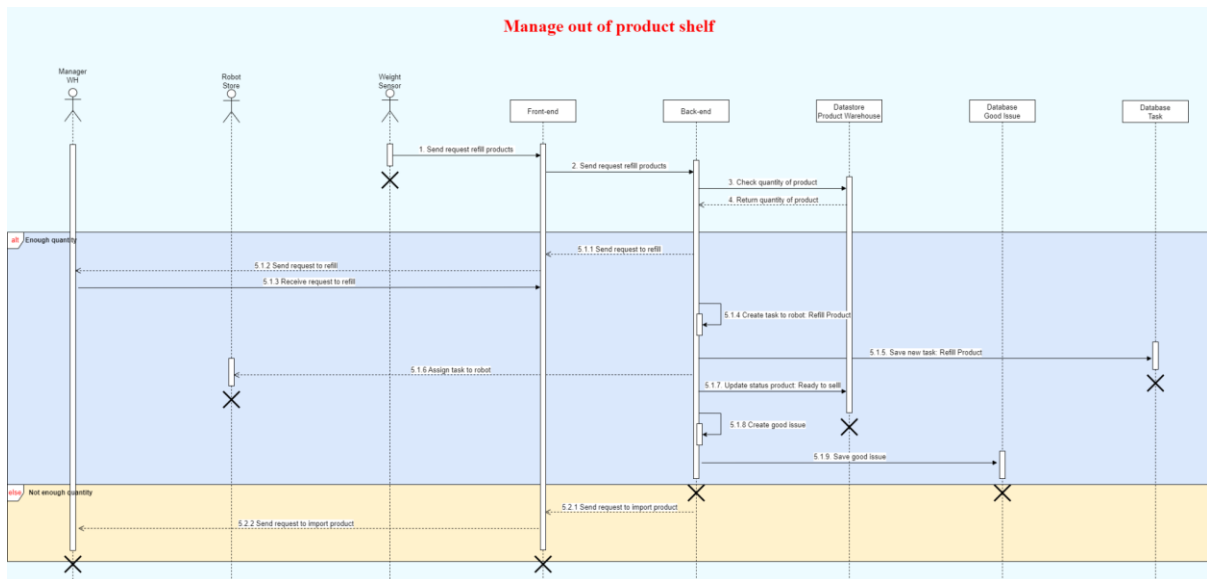 Manage out of product shelf
Manager
WH
Robot
Store
Weight
Sensor
Front-end
Back-end
Datastore
Product Warehouse
Database
Good Issue
Database
Task
1. Send request refill products
2. Send request refill products
3. Check quantity of product
4. Return quantity of product
alt
Enough quantity
5.1.1 Send request to refill
5.1.2 Send request to refill
5.1.3 Receive request to refill
5.1.4 Create task to robot: Refill Product
5.1.5. Save new task: Refill Product
5.1.6 Assign task to robot
5.1.7. Update status product: Ready to selll
5.1.8 Create good issue
5.1.9. Save good issue
else
Not enough quantity
5.2.1 Send request to import product
5.2.2 Send request to import product